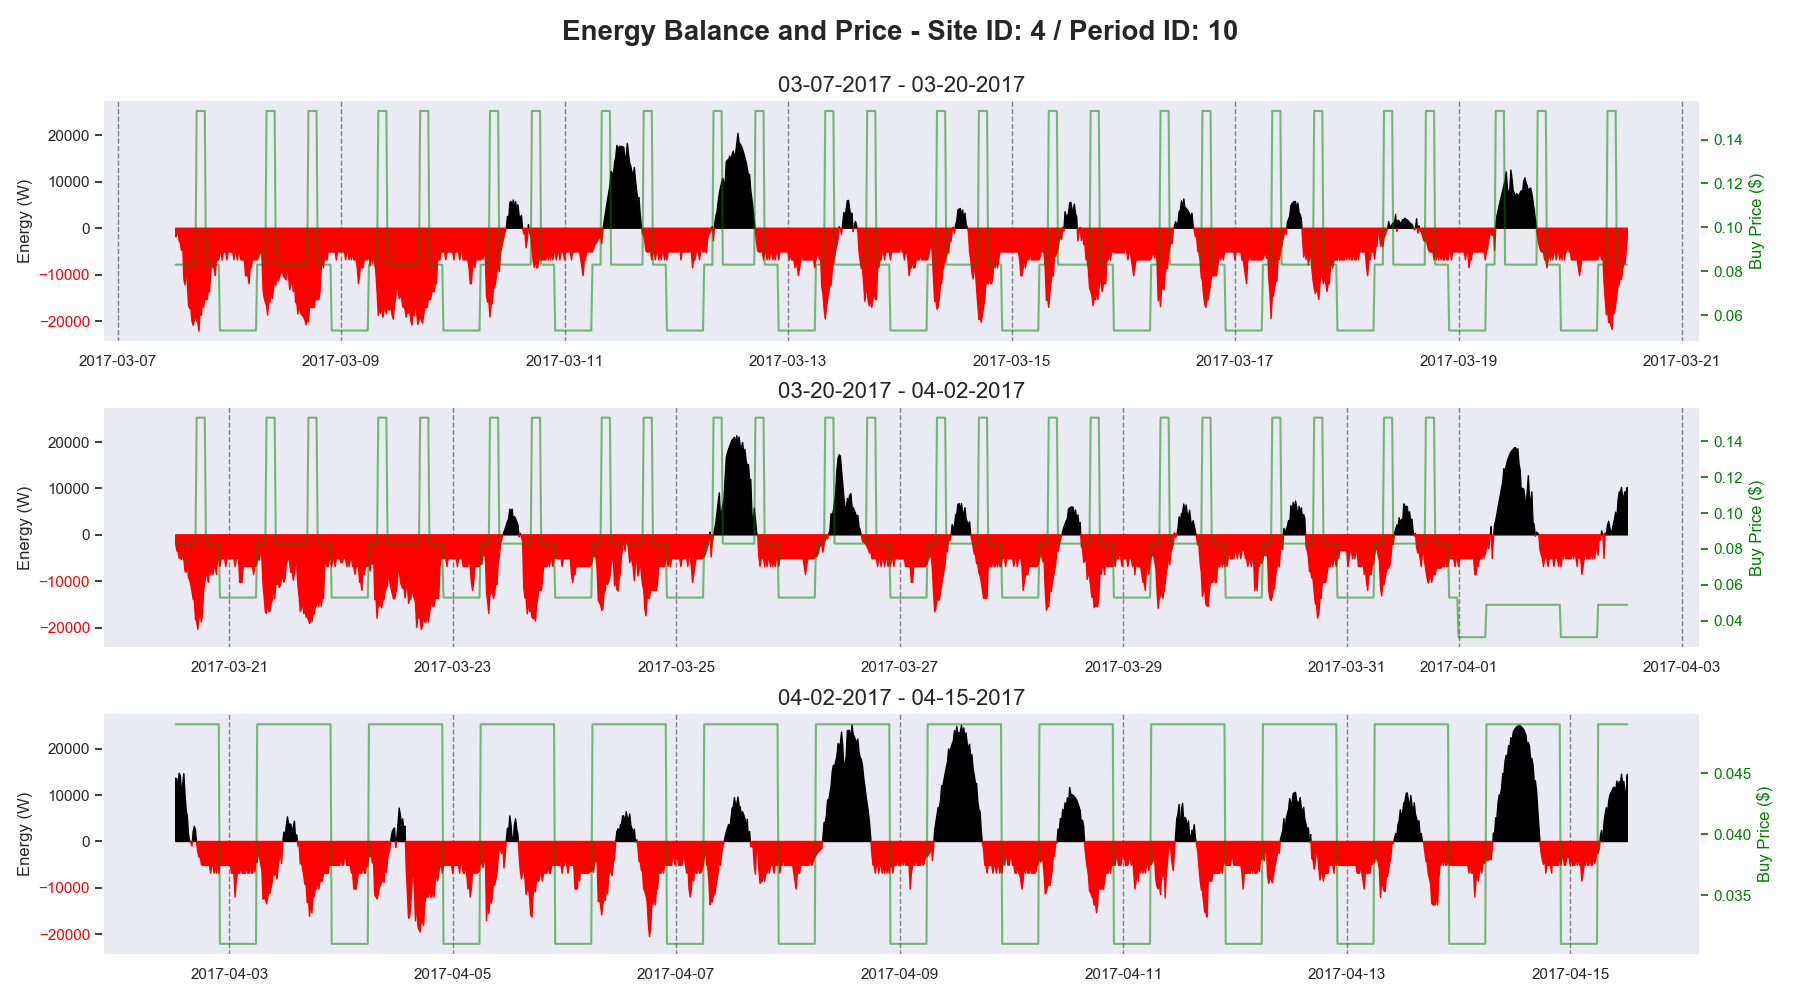 Energy Balance and Price - Site ID: 4 / Period ID: 10
03-07-2017 - 03-20-2017
Energy (W)
20000
10000
0
−10000
−20000
0.14
0.12
0.10
0.08
0.06
Buy Price ($)
2017-03-07 2017-03-09 2017-03-11 2017-03-13 2017-03-15 2017-03-17 2017-03-19 2017-03-21
03-20-2017 - 04-02-2017
Energy (W)
20000
10000
0
−10000
−20000
0.14
0.12
0.10
0.08
0.06
0.04
Buy Price ($)
2017-03-21 2017-03-23 2017-03-25 2017-03-27 2017-03-29 2017-03-31 2017-04-01 2017-04-03
04-02-2017 - 04-15-2017
Energy (W)
20000
10000
0
−10000
−20000
0.045
0.040
0.035
Buy Price ($)
2017-04-03 2017-04-05 2017-04-07 2017-04-09 2017-04-11 2017-04-13 2017-04-15